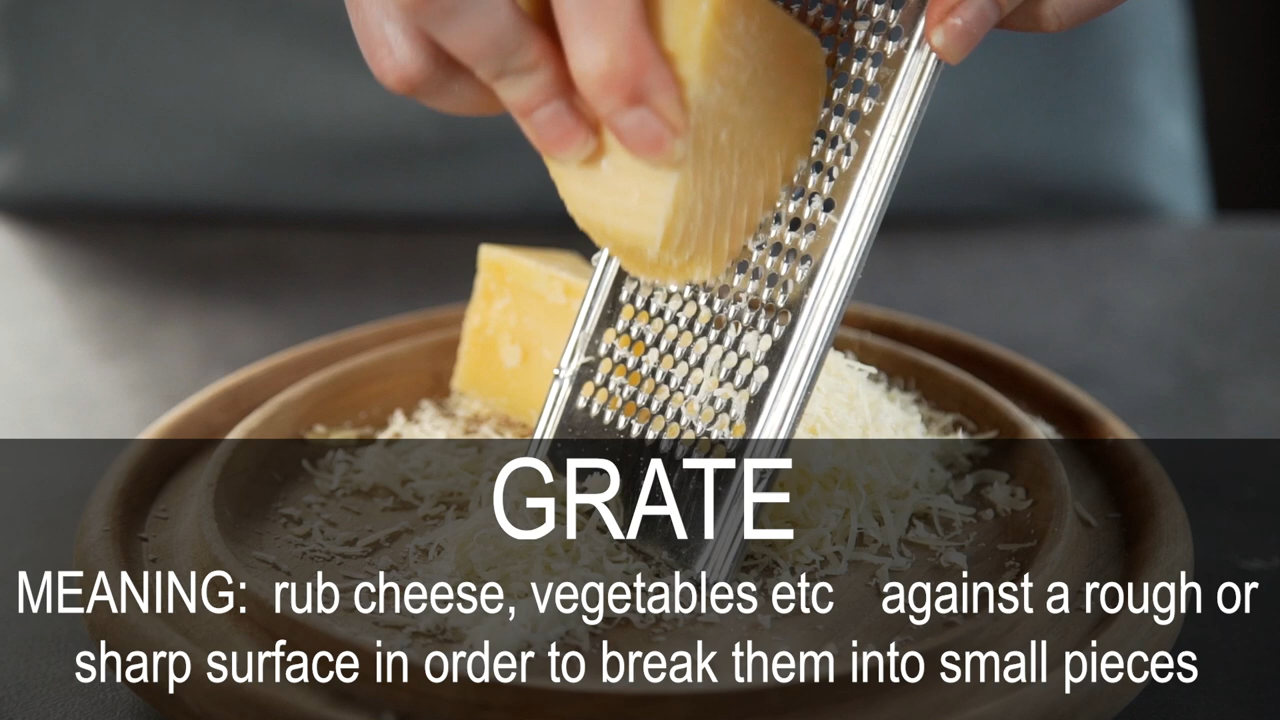 GRATE
MEANING: rub cheese, vegetables etc against a rough or
sharp surface in order to break them into small pieces